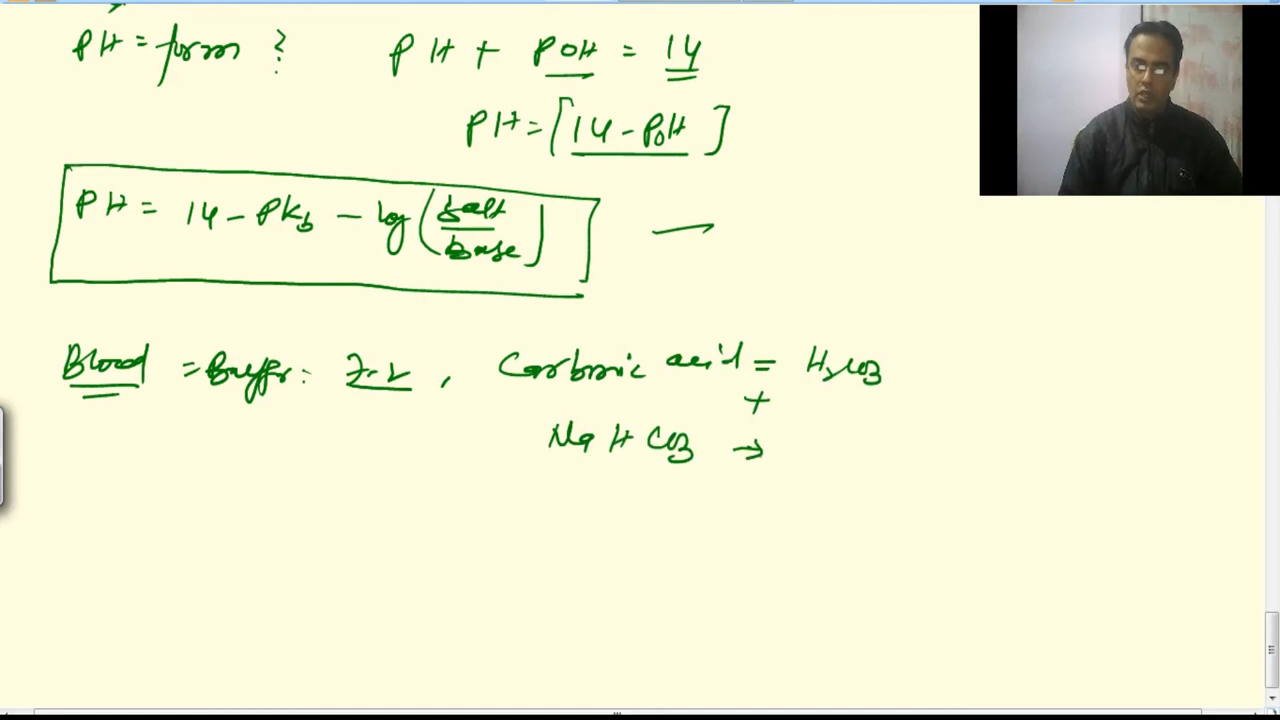 PH = form ? PH + POH = 14
PH = [14 - POH]
PH = 14 - PKb - log (salt / Base) —
Blood = Buffer : 7.2 , Carbonic acid = H2CO3
+
NaHCO3 →